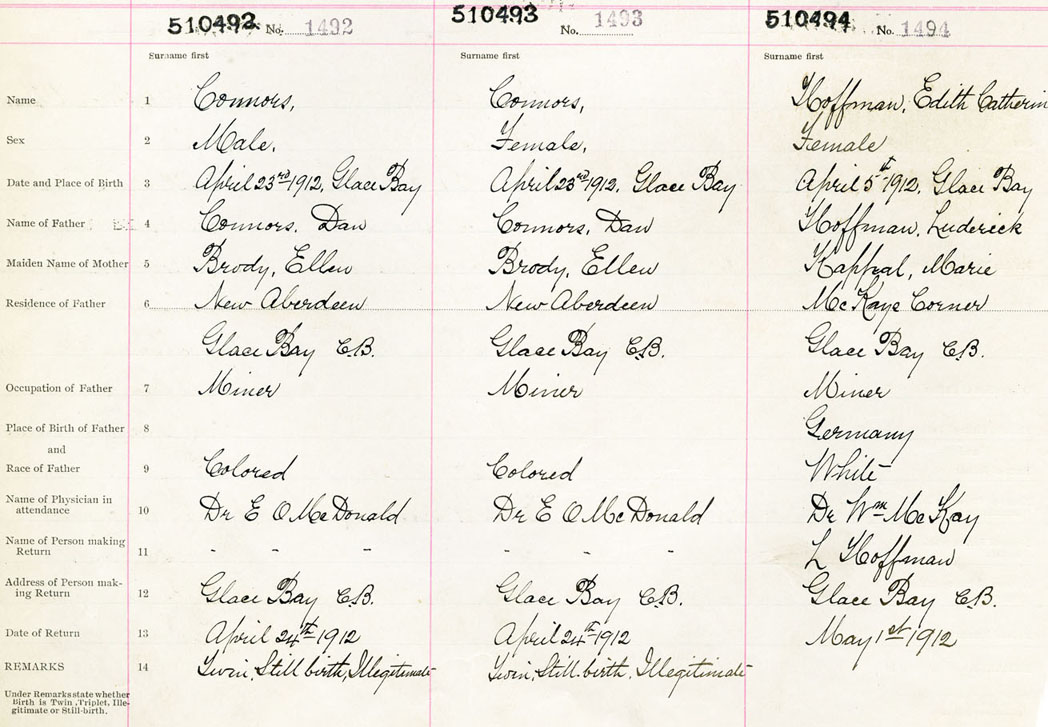 510492 No. 1492 510493 No. 1493 510494 No. 1494
Surname first Surname first Surname first
Name 1 Connors, Connors, Hoffman, Edith Catherin
Sex 2 Male, Female, Female
Date and Place of Birth 3 April 23rd 1912, Glace Bay April 23rd 1912, Glace Bay April 5th 1912, Glace Bay
Name of Father 4 Connors, Dan Connors, Dan Hoffman, Luderick
Maiden Name of Mother 5 Brody, Ellen Brody, Ellen Marie
Residence of Father 6 New Aberdeen New Aberdeen McKays Corner
Glace Bay C.B. Glace Bay C.B. Glace Bay C.B.
Occupation of Father 7 Miner Miner Miner
Place of Birth of Father 8 Germany
and
Race of Father 9 Colored Colored White
Name of Physician in
attendance 10 Dr E O McDonald Dr E O McDonald Dr Wm McKay
Name of Person making
Return 11 - - - - - - L Hoffman
Address of Person mak-
ing Return 12 Glace Bay C.B. Glace Bay C.B. Glace Bay C.B.
Date of Return 13 April 24th 1912 April 24th 1912 May 1st 1912
REMARKS 14 Twin, Still birth, Illegitimate Twin, Still birth, Illegitimate
Under Remarks state whether
Birth is Twin, Triplet, Ille-
gitimate or Still-birth.